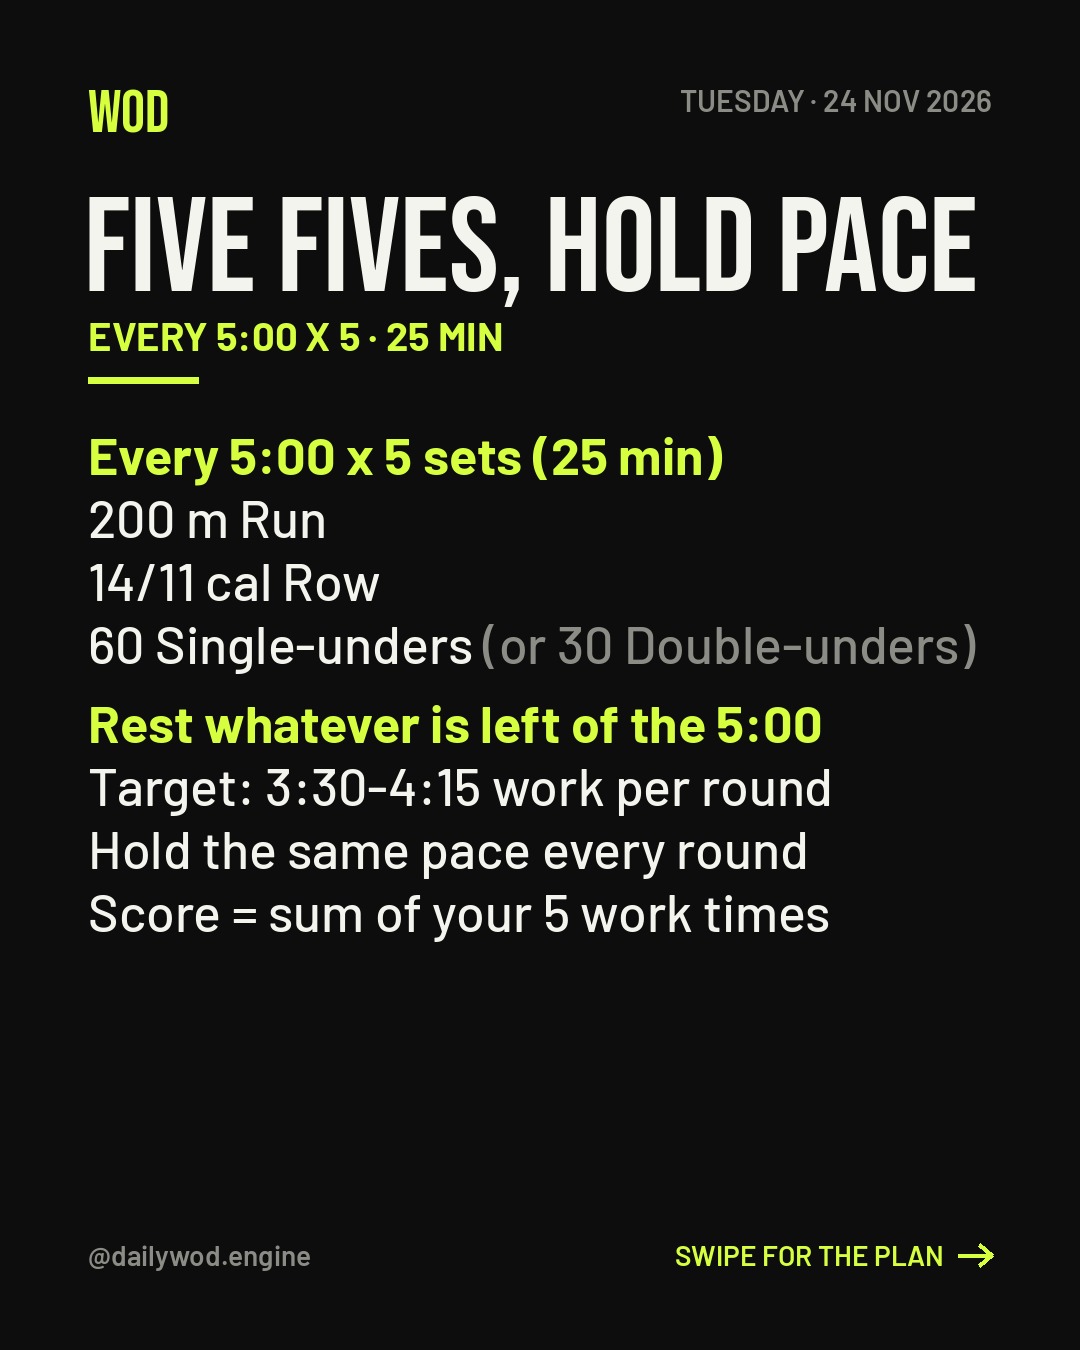 WOD
TUESDAY · 24 NOV 2026
FIVE FIVES, HOLD PACE
EVERY 5:00 X 5 · 25 MIN
Every 5:00 x 5 sets (25 min)
200 m Run
14/11 cal Row
60 Single-unders (or 30 Double-unders)
Rest whatever is left of the 5:00
Target: 3:30-4:15 work per round
Hold the same pace every round
Score = sum of your 5 work times
@dailywod.engine
SWIPE FOR THE PLAN →